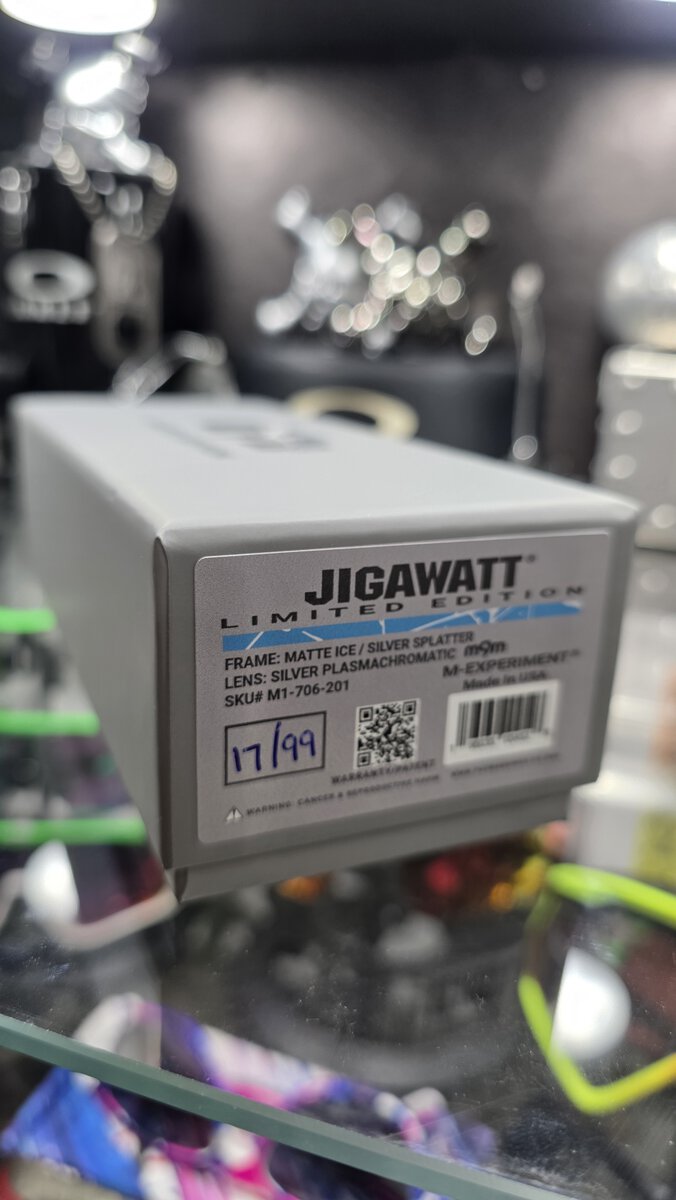 JIGAWATT®
LIMITED EDITION
FRAME: MATTE ICE / SILVER SPLATTER
LENS: SILVER PLASMACHROMATIC
SKU# M1-706-201
m9m
M-EXPERIMENT
Made in USA
17/99
WARRANTY/PATENT
WARNING: CANCER & REPRODUCTIVE HARM